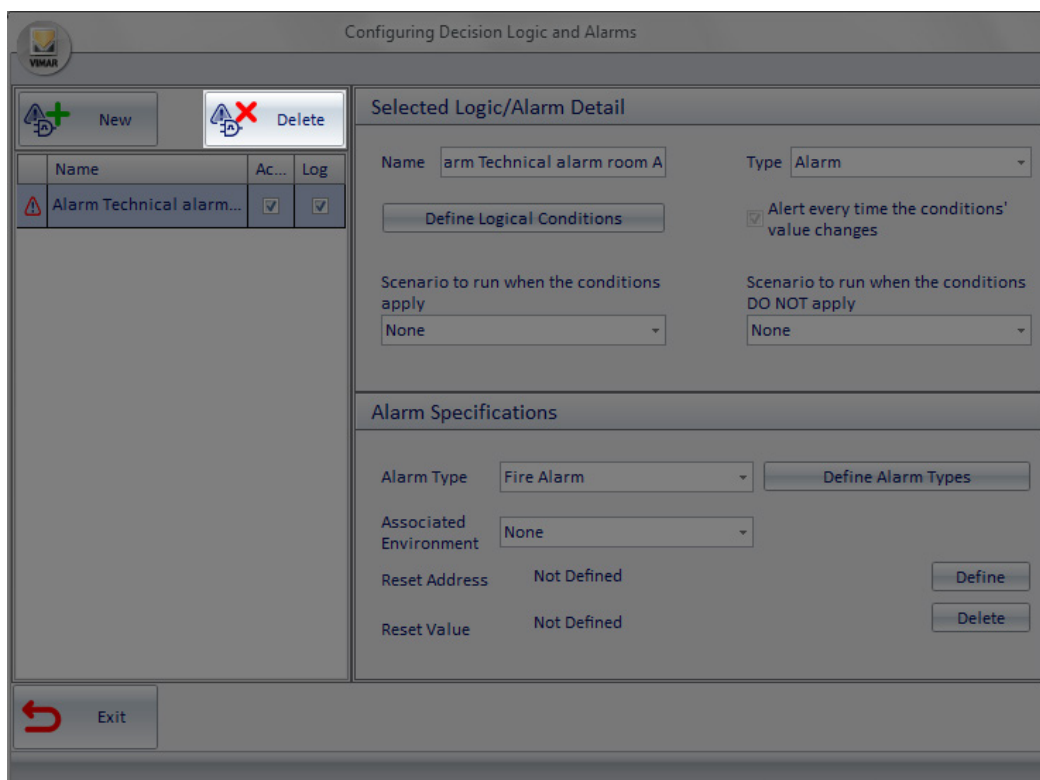 Configuring Decision Logic and Alarms
VIMAR
New
Delete
Name Ac... Log
Alarm Technical alarm...
Selected Logic/Alarm Detail
Name arm Technical alarm room A
Type Alarm
Define Logical Conditions
Alert every time the conditions'
value changes
Scenario to run when the conditions
apply
None
Scenario to run when the conditions
DO NOT apply
None
Alarm Specifications
Alarm Type Fire Alarm Define Alarm Types
Associated
Environment
None
Reset Address Not Defined Define
Reset Value Not Defined Delete
Exit